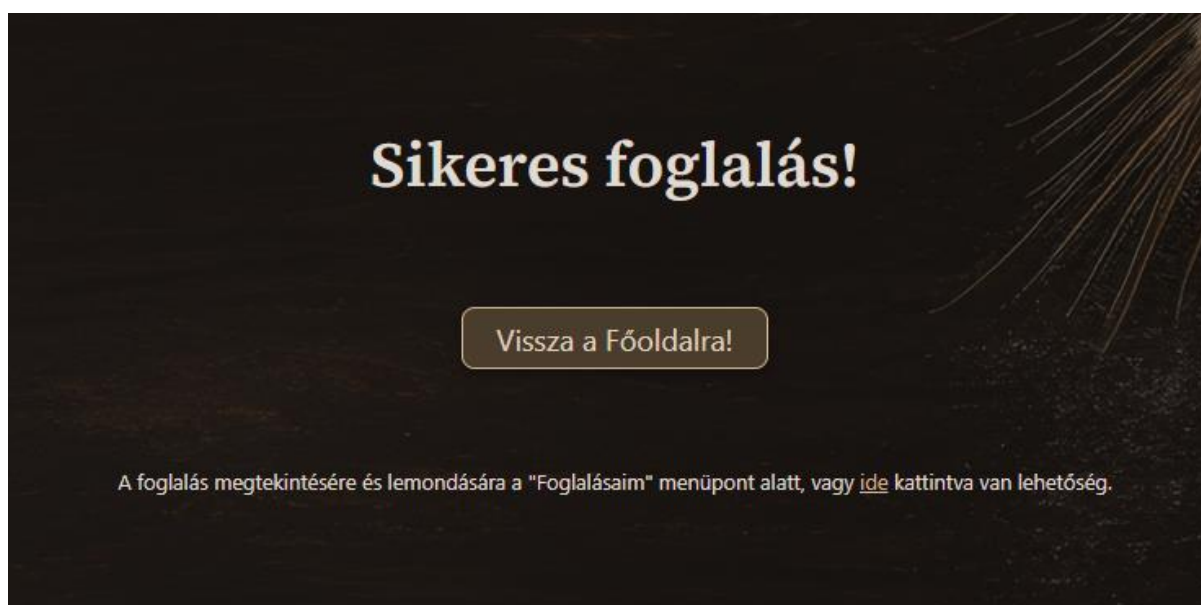 Sikeres foglalás!
Vissza a Főoldalra!
A foglalás megtekintésére és lemondására a "Foglalásaim" menüpont alatt, vagy ide kattintva van lehetőség.